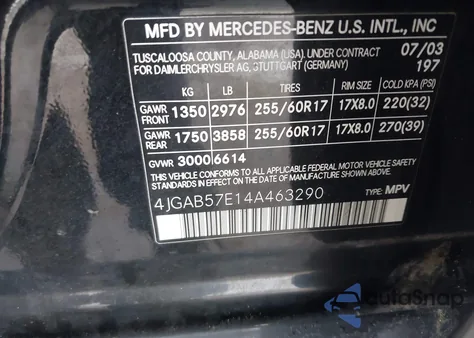 MFD BY MERCEDES-BENZ U.S. INTL., INC
TUSCALOOSA COUNTY, ALABAMA (USA), UNDER CONTRACT 07/03
FOR DAIMLERCHRYSLER AG, STUTTGART (GERMANY) 197
KG LB TIRES RIM SIZE COLD KPA (PSI)
GAWR FRONT 1350 2976 255/60R17 17X8.0 220(32)
GAWR REAR 1750 3858 255/60R17 17X8.0 270(39)
GVWR 3000 6614
THIS VEHICLE CONFORMS TO ALL APPLICABLE FEDERAL MOTOR VEHICLE SAFETY
STANDARDS IN EFFECT ON THE DATE OF MANUFACTURE SHOWN ABOVE
4JGAB57E14A463290 TYPE: MPV
AutoSnap